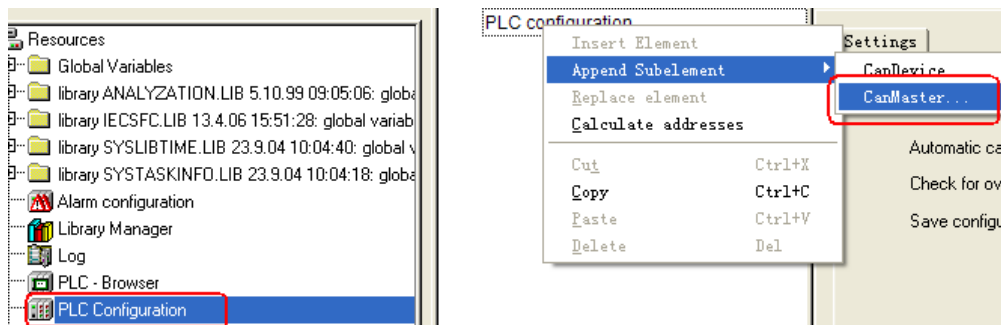 Resources
Global Variables
library ANALYZATION.LIB 5.10.99 09:05:06: globa
library IECSFC.LIB 13.4.06 15:51:28: global variab
library SYSLIBTIME.LIB 23.9.04 10:04:40: global v
library SYSTASKINFO.LIB 23.9.04 10:04:18: globa
Alarm configuration
Library Manager
Log
PLC - Browser
PLC Configuration
PLC configuration
Insert Element
Append Subelement
Replace element
Calculate addresses
Cut Ctrl+X
Copy Ctrl+C
Paste Ctrl+V
Delete Del
Settings
CanDevice
CanMaster...
Automatic ca
Check for ov
Save configu